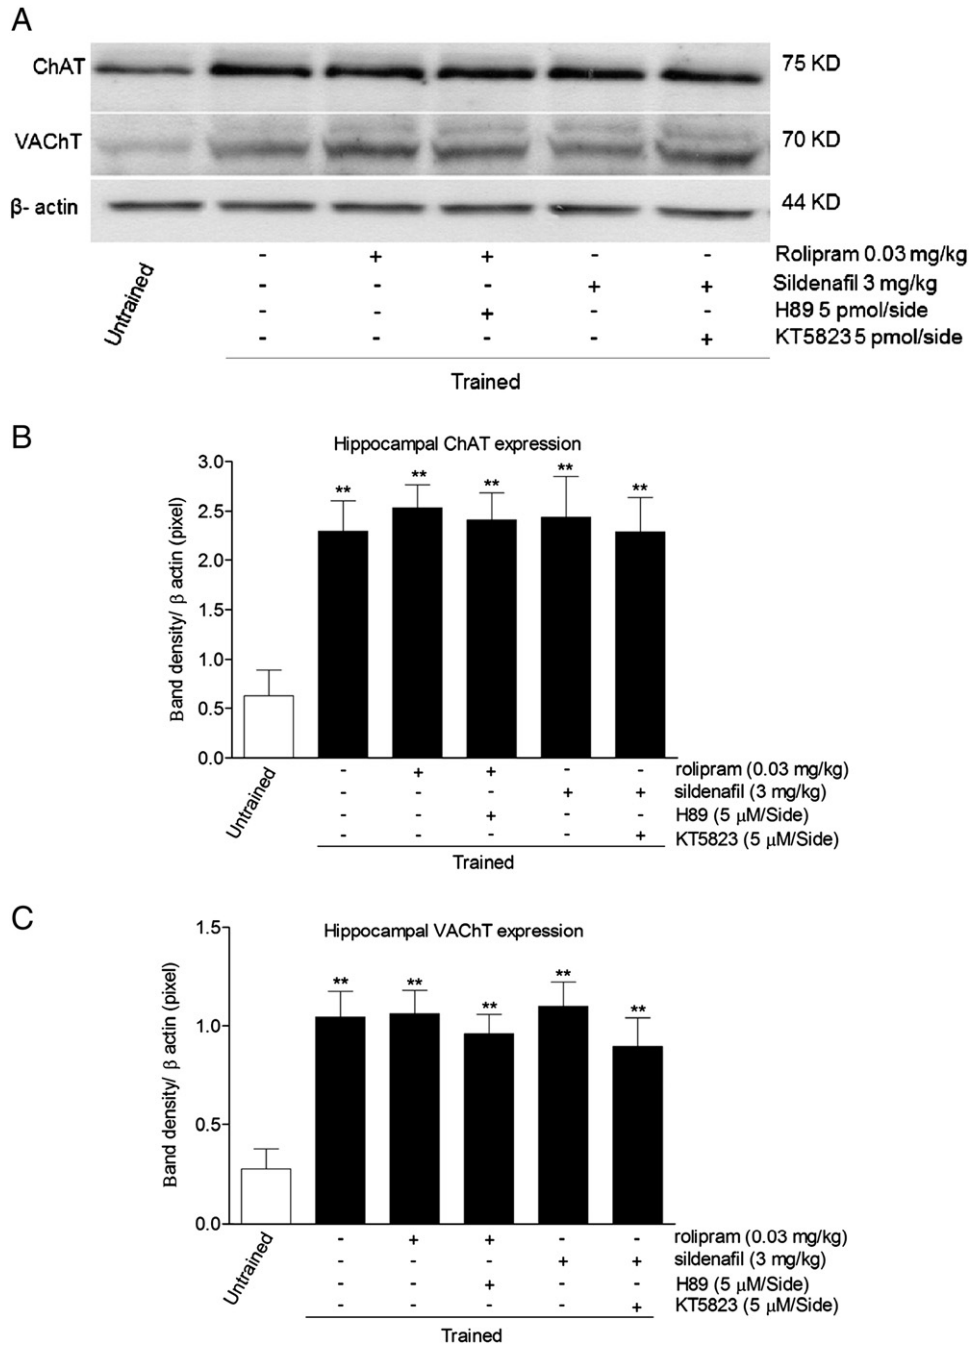 A
ChAT 75 KD
VAChT 70 KD
β- actin 44 KD
Untrained
- + + - - Rolipram 0.03 mg/kg
- - - + + Sildenafil 3 mg/kg
- - + - - H89 5 pmol/side
- - - - + KT5823 5 pmol/side
Trained
B
Hippocampal ChAT expression
Band density/ β actin (pixel)
3.0
2.5
2.0
1.5
1.0
0.5
0.0
** ** ** ** **
Untrained
- + + - - rolipram (0.03 mg/kg)
- - - + + sildenafil (3 mg/kg)
- - + - - H89 (5 μM/Side)
- - - - + KT5823 (5 μM/Side)
Trained
C
Hippocampal VAChT expression
Band density/ β actin (pixel)
1.5
1.0
0.5
0.0
** ** ** ** **
Untrained
- + + - - rolipram (0.03 mg/kg)
- - - + + sildenafil (3 mg/kg)
- - + - - H89 (5 μM/Side)
- - - - + KT5823 (5 μM/Side)
Trained